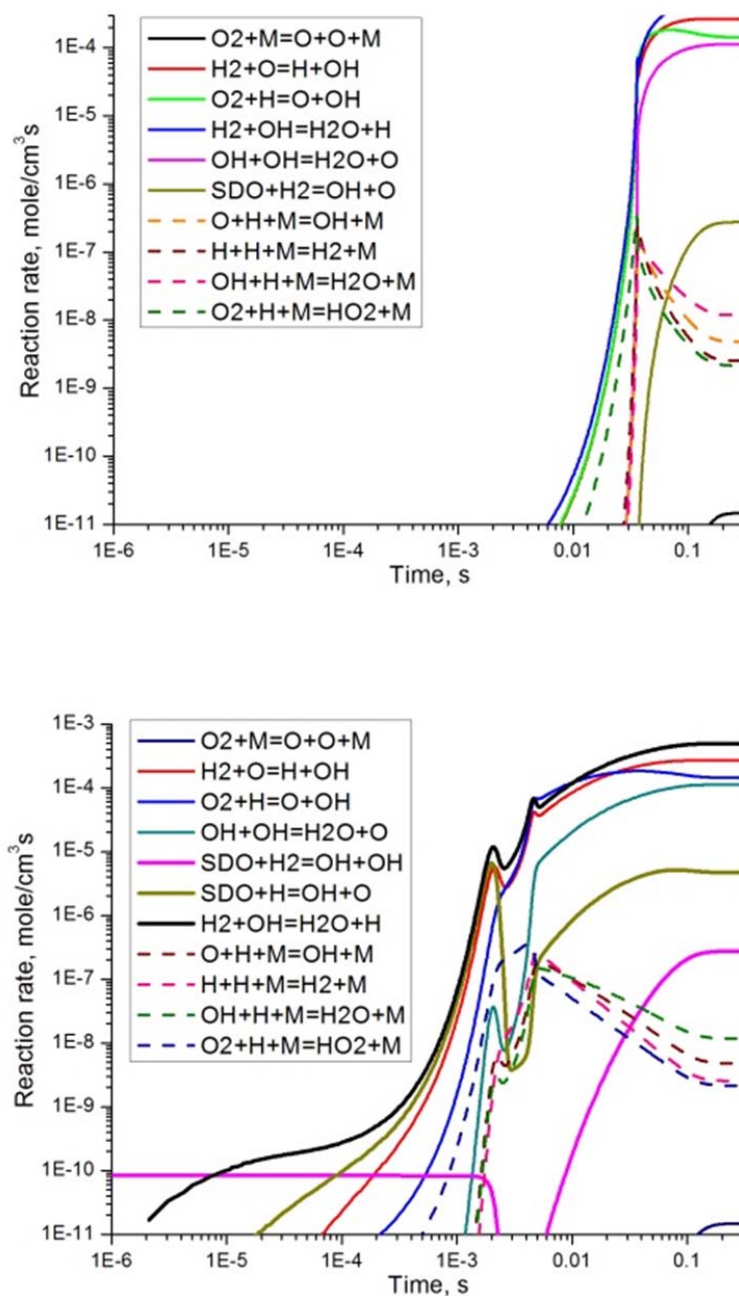 1E-4
1E-5
1E-6
1E-7
1E-8
1E-9
1E-10
1E-11
Reaction rate, mole/cm³s
O2+M=O+O+M
H2+O=H+OH
O2+H=O+OH
H2+OH=H2O+H
OH+OH=H2O+O
SDO+H2=OH+O
O+H+M=OH+M
H+H+M=H2+M
OH+H+M=H2O+M
O2+H+M=HO2+M
1E-6 1E-5 1E-4 1E-3 0.01 0.1
Time, s
1E-3
1E-4
1E-5
1E-6
1E-7
1E-8
1E-9
1E-10
1E-11
Reaction rate, mole/cm³s
O2+M=O+O+M
H2+O=H+OH
O2+H=O+OH
OH+OH=H2O+O
SDO+H2=OH+OH
SDO+H=OH+O
H2+OH=H2O+H
O+H+M=OH+M
H+H+M=H2+M
OH+H+M=H2O+M
O2+H+M=HO2+M
1E-6 1E-5 1E-4 1E-3 0.01 0.1
Time, s